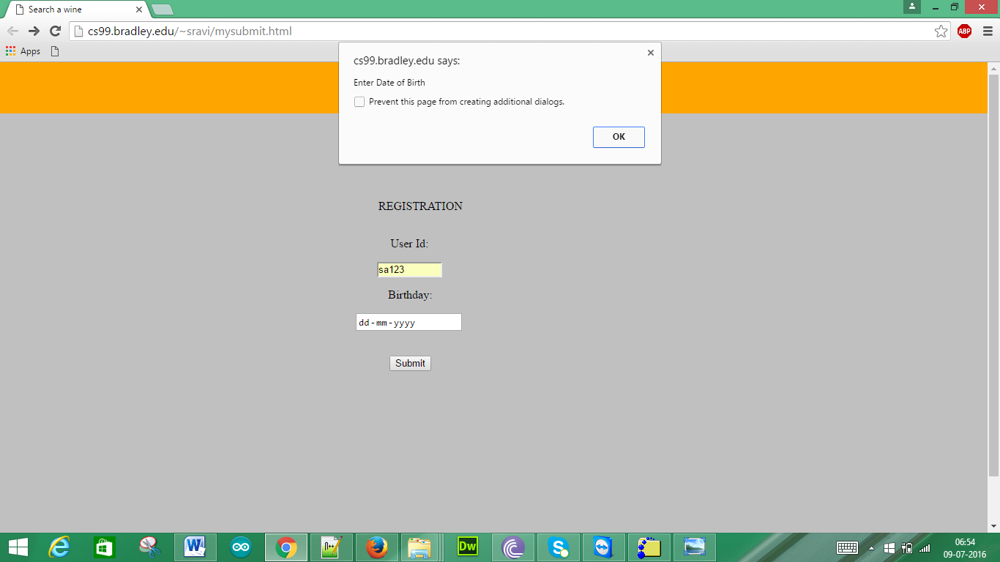 Search a wine
cs99.bradley.edu/~sravi/mysubmit.html
ABP
Apps
cs99.bradley.edu says:
Enter Date of Birth
Prevent this page from creating additional dialogs.
OK
REGISTRATION
User Id:
sa123
Birthday:
dd-mm-yyyy
Submit
Dw
06:54
09-07-2016